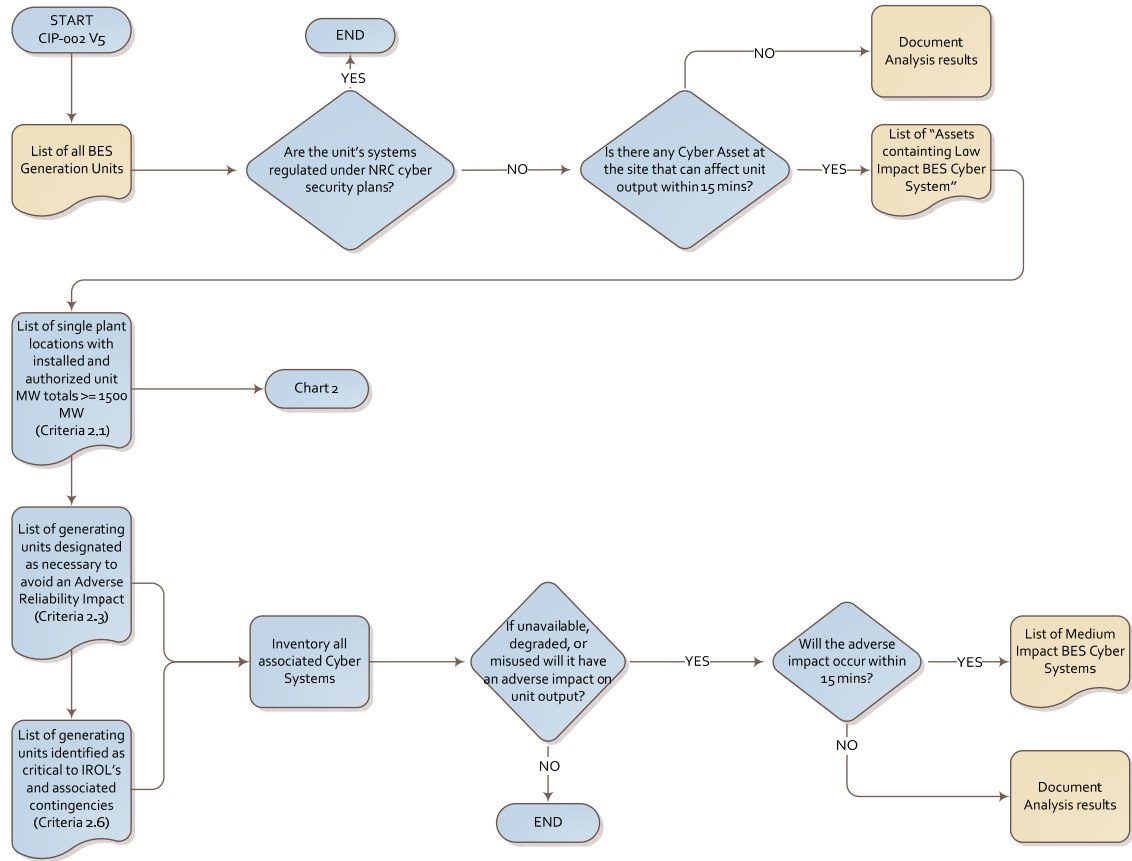 START
CIP-002 V5
END
YES
NO
Document
Analysis results
List of all BES
Generation Units
Are the unit's systems
regulated under NRC cyber
security plans?
NO
Is there any Cyber Asset at
the site that can affect unit
output within 15 mins?
YES
List of "Assets
containting Low
Impact BES Cyber
System"
List of single plant
locations with
installed and
authorized unit
MW totals >= 1500
MW
(Criteria 2.1)
Chart 2
List of generating
units designated
as necessary to
avoid an Adverse
Reliability Impact
(Criteria 2.3)
Inventory all
associated Cyber
Systems
If unavailable,
degraded, or
misused will it have
an adverse impact on
unit output?
YES
Will the adverse
impact occur within
15 mins?
YES
List of Medium
Impact BES Cyber
Systems
List of generating
units identified as
critical to IROL's
and associated
contingencies
(Criteria 2.6)
NO
END
NO
Document
Analysis results